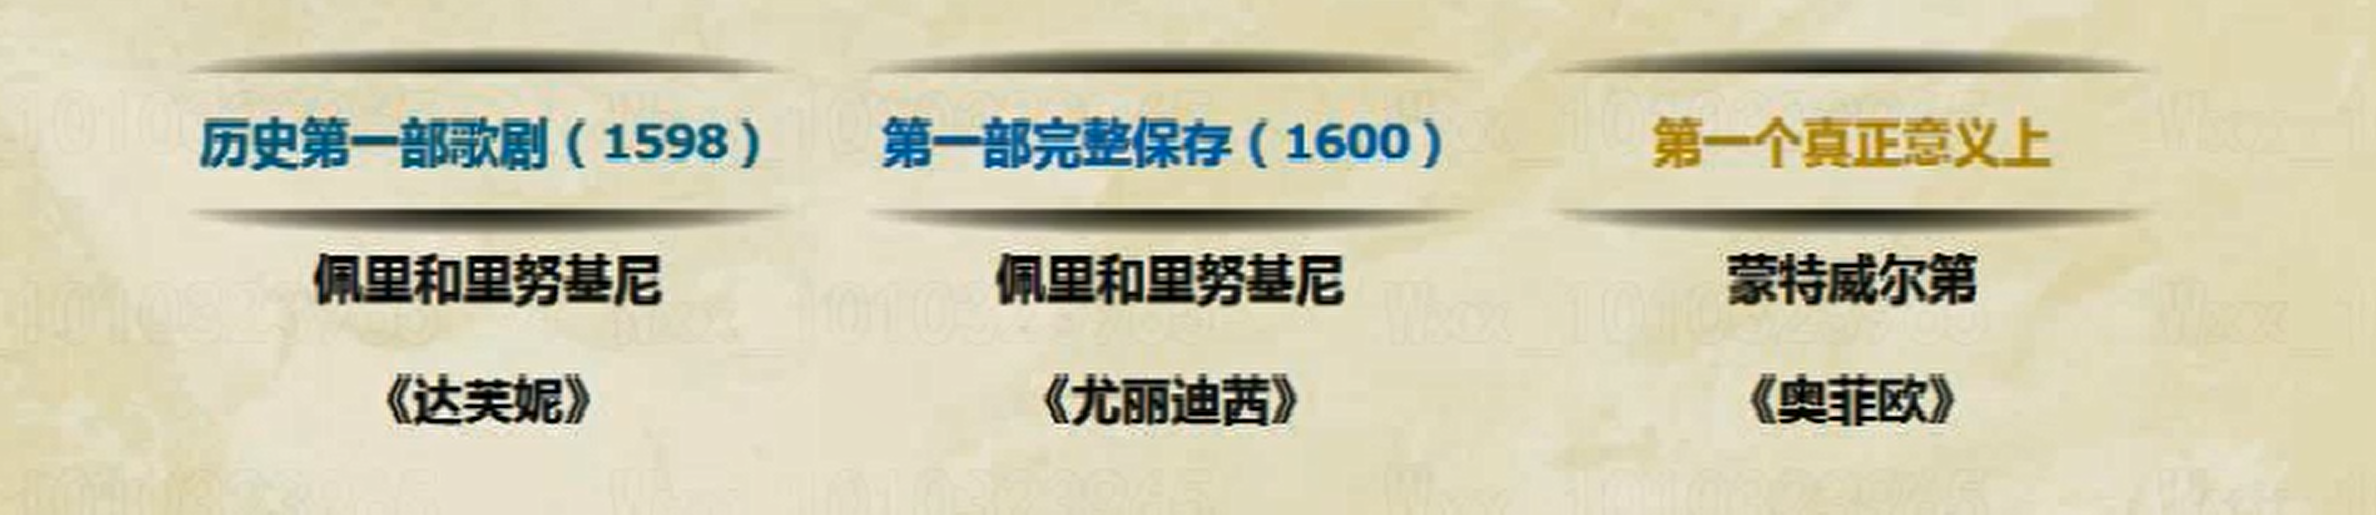 历史第一部歌剧（1598）
佩里和里努基尼
《达芙妮》
第一部完整保存（1600）
佩里和里努基尼
《尤丽迪茜》
第一个真正意义上
蒙特威尔第
《奥菲欧》